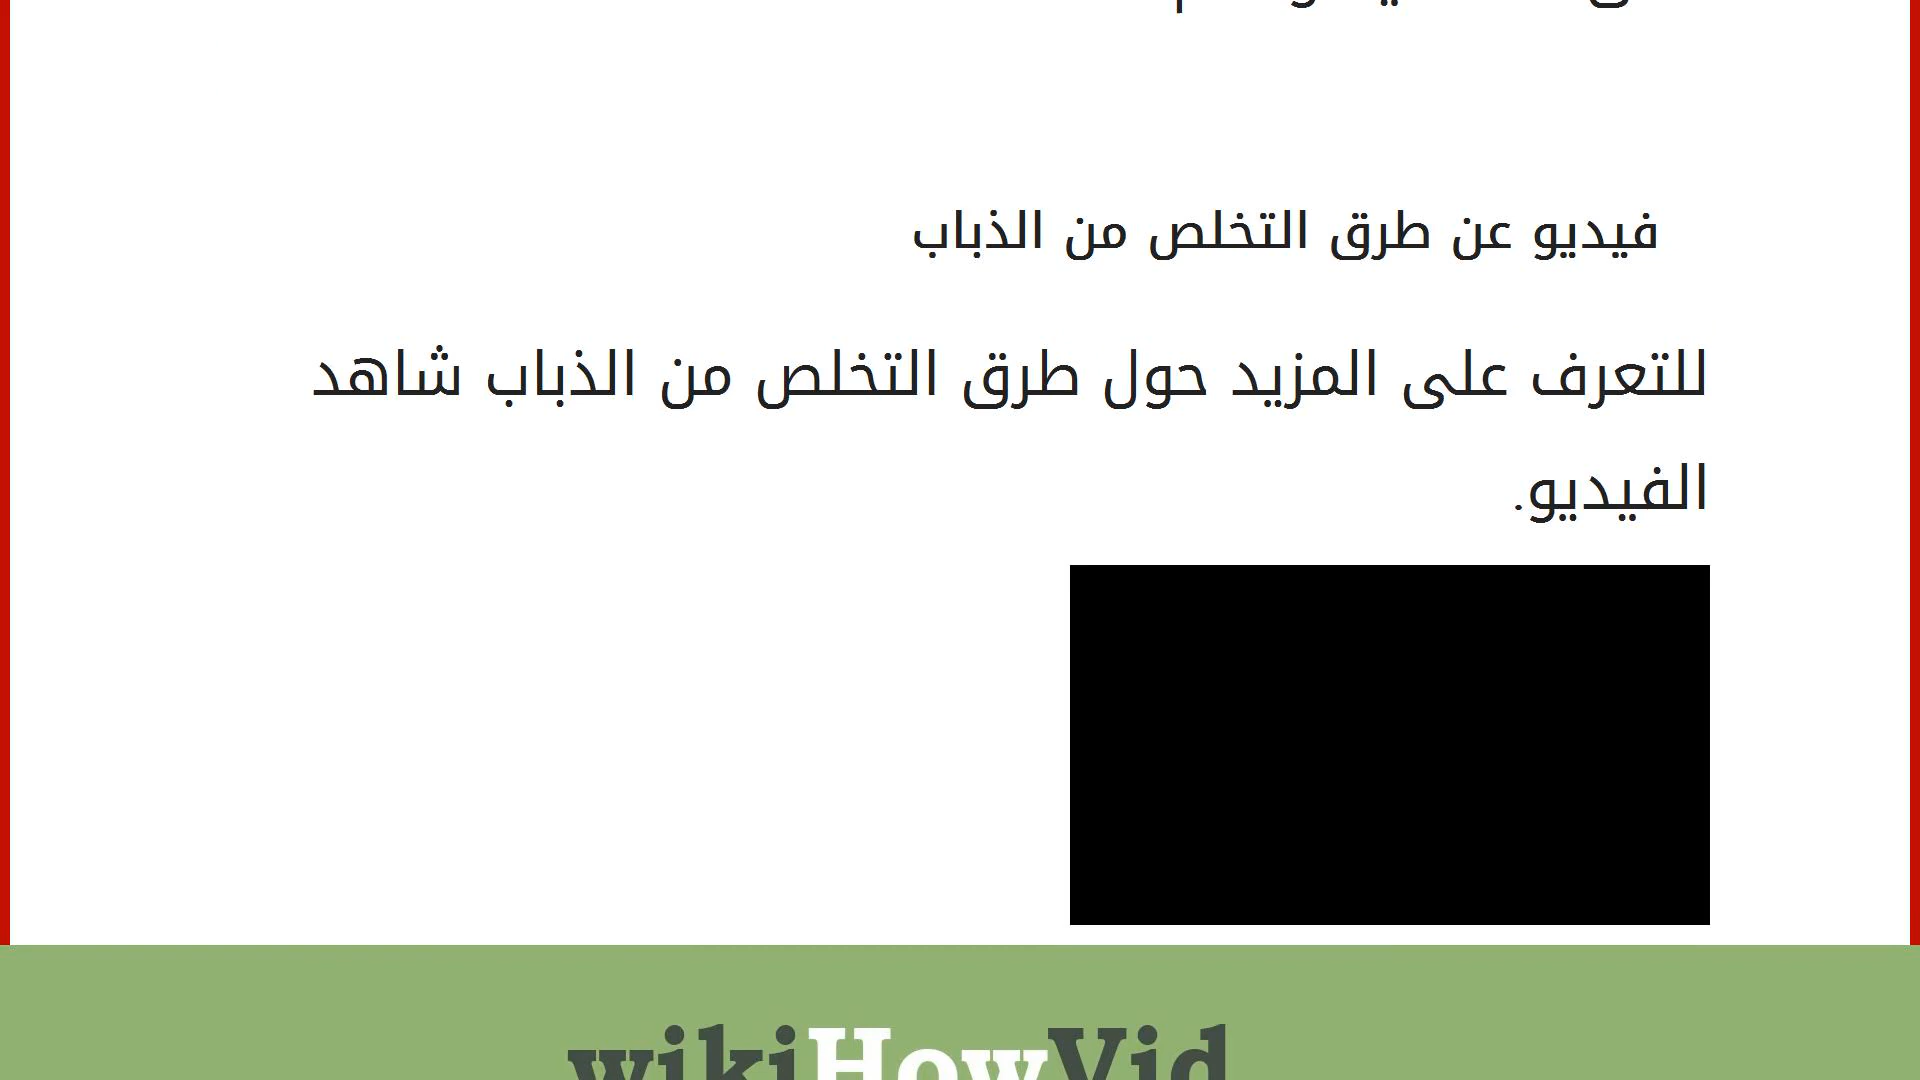 فيديو عن طرق التخلص من الذباب
للتعرف على المزيد حول طرق التخلص من الذباب شاهد
الفيديو.
wikiHowVid